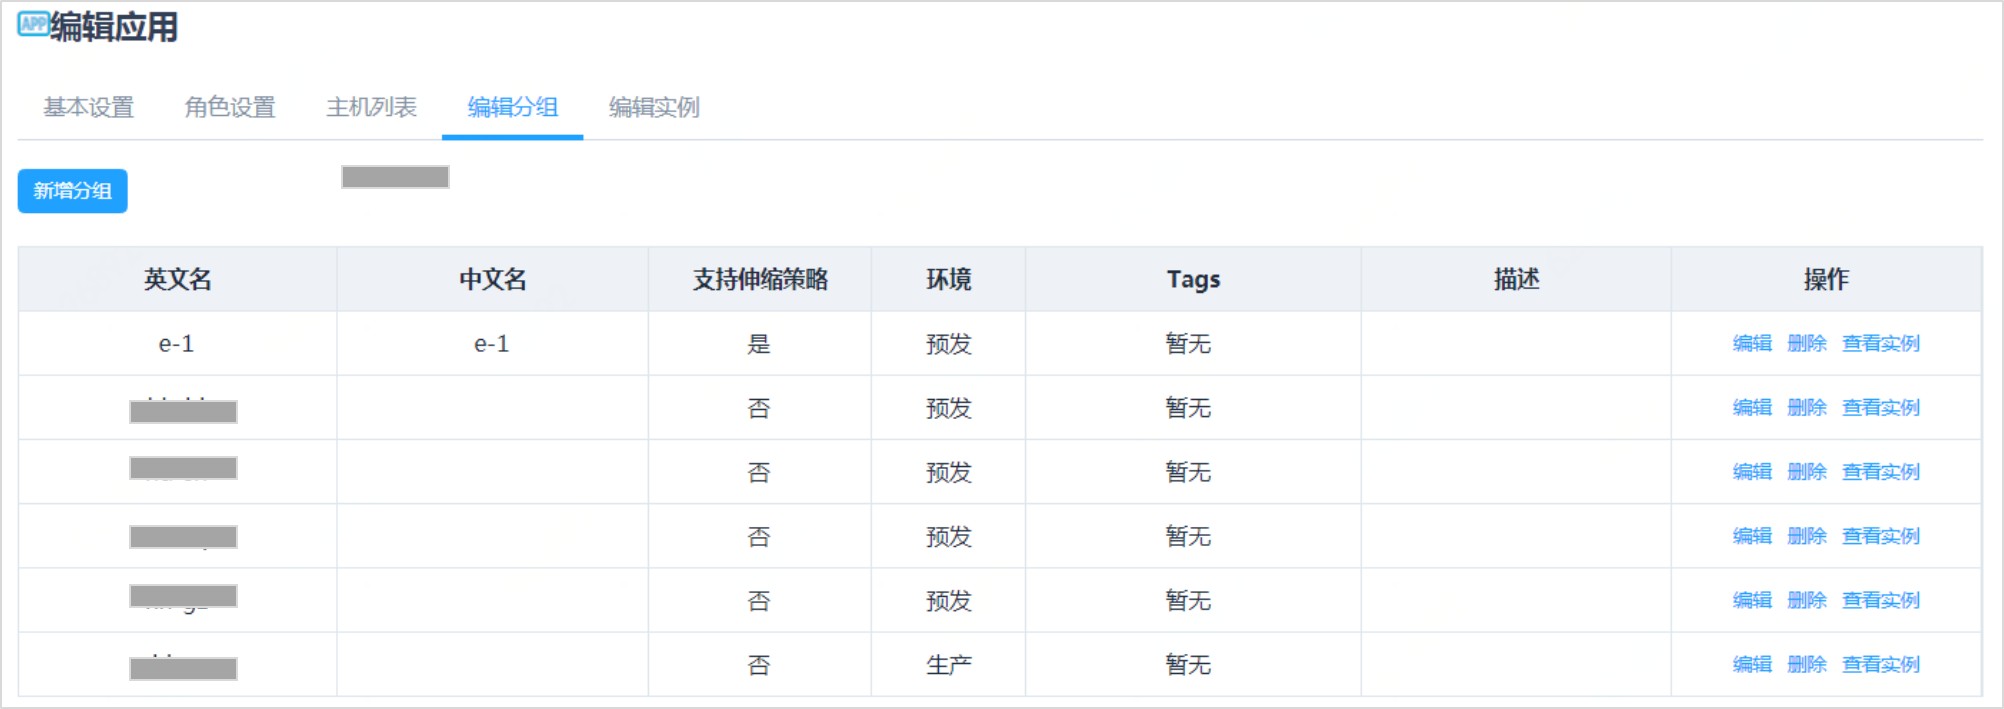 APP 编辑应用
基本设置 角色设置 主机列表 编辑分组 编辑实例
新增分组
英文名 中文名 支持伸缩策略 环境 Tags 描述 操作
e-1 e-1 是 预发 暂无 编辑 删除 查看实例
否 预发 暂无 编辑 删除 查看实例
否 预发 暂无 编辑 删除 查看实例
否 预发 暂无 编辑 删除 查看实例
否 预发 暂无 编辑 删除 查看实例
否 生产 暂无 编辑 删除 查看实例